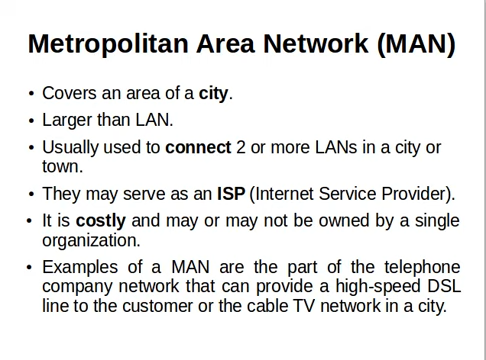 Metropolitan Area Network (MAN)
• Covers an area of a city.
• Larger than LAN.
• Usually used to connect 2 or more LANs in a city or
town.
• They may serve as an ISP (Internet Service Provider).
• It is costly and may or may not be owned by a single
organization.
• Examples of a MAN are the part of the telephone
company network that can provide a high-speed DSL
line to the customer or the cable TV network in a city.